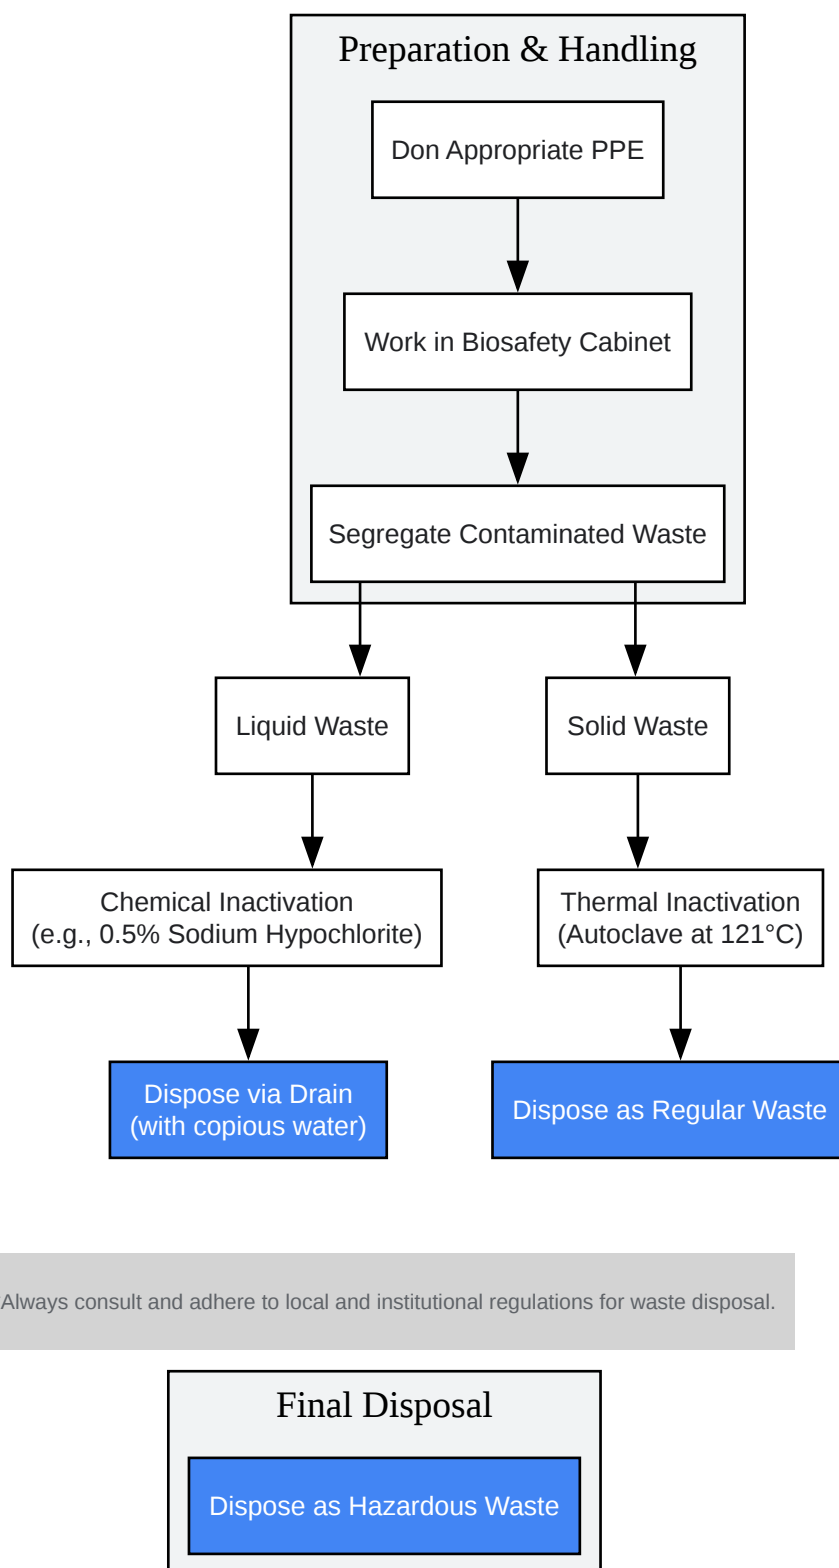 Preparation & Handling
Don Appropriate PPE
Work in Biosafety Cabinet
Segregate Contaminated Waste
Liquid Waste
Solid Waste
Chemical Inactivation
(e.g., 0.5% Sodium Hypochlorite)
Thermal Inactivation
(Autoclave at 121°C)
Dispose via Drain
(with copious water)
Dispose as Regular Waste
Always consult and adhere to local and institutional regulations for waste disposal.
Final Disposal
Dispose as Hazardous Waste